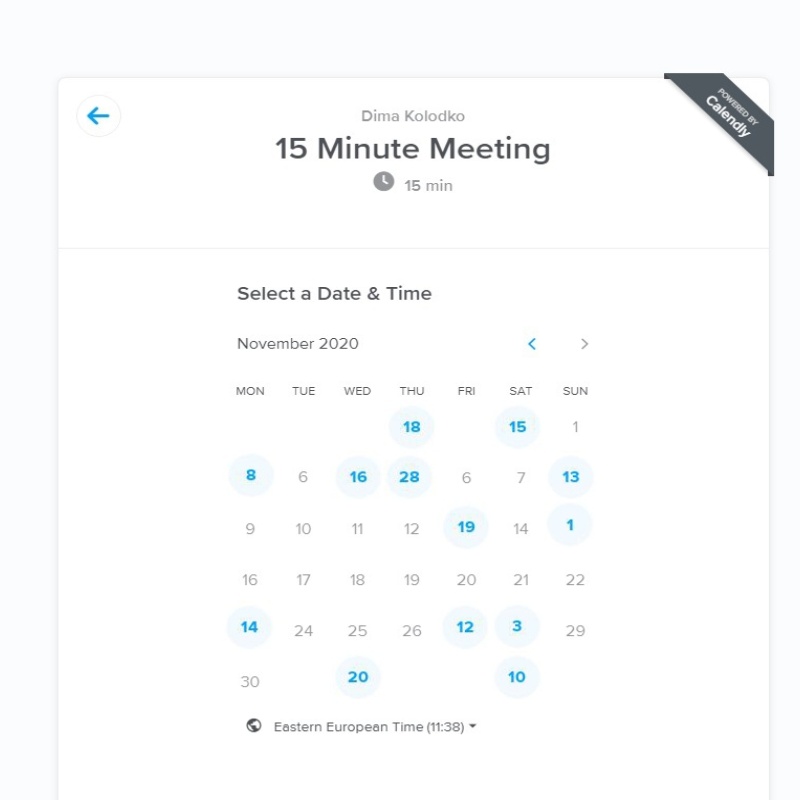 POWERED BY
Calendly
Dima Kolodko
15 Minute Meeting
15 min
Select a Date & Time
November 2020
MON TUE WED THU FRI SAT SUN
18 15 1
8 6 16 28 6 7 13
9 10 11 12 19 14 1
16 17 18 19 20 21 22
14 24 25 26 12 3 29
30 20 10
Eastern European Time (11:38)